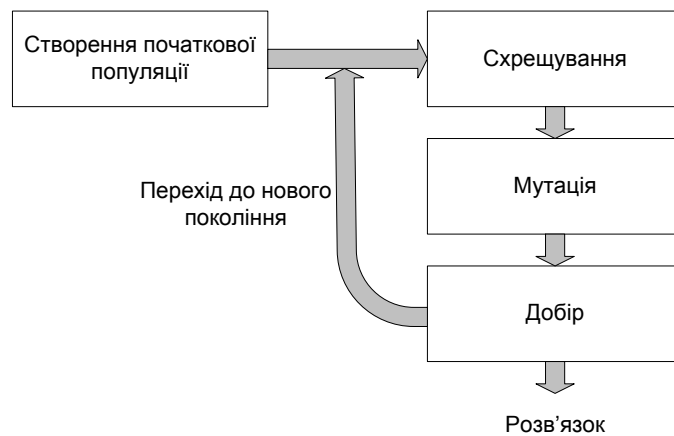 Створення початкової
популяції
Схрещування
Мутація
Перехід до нового
покоління
Добір
Розв'язок